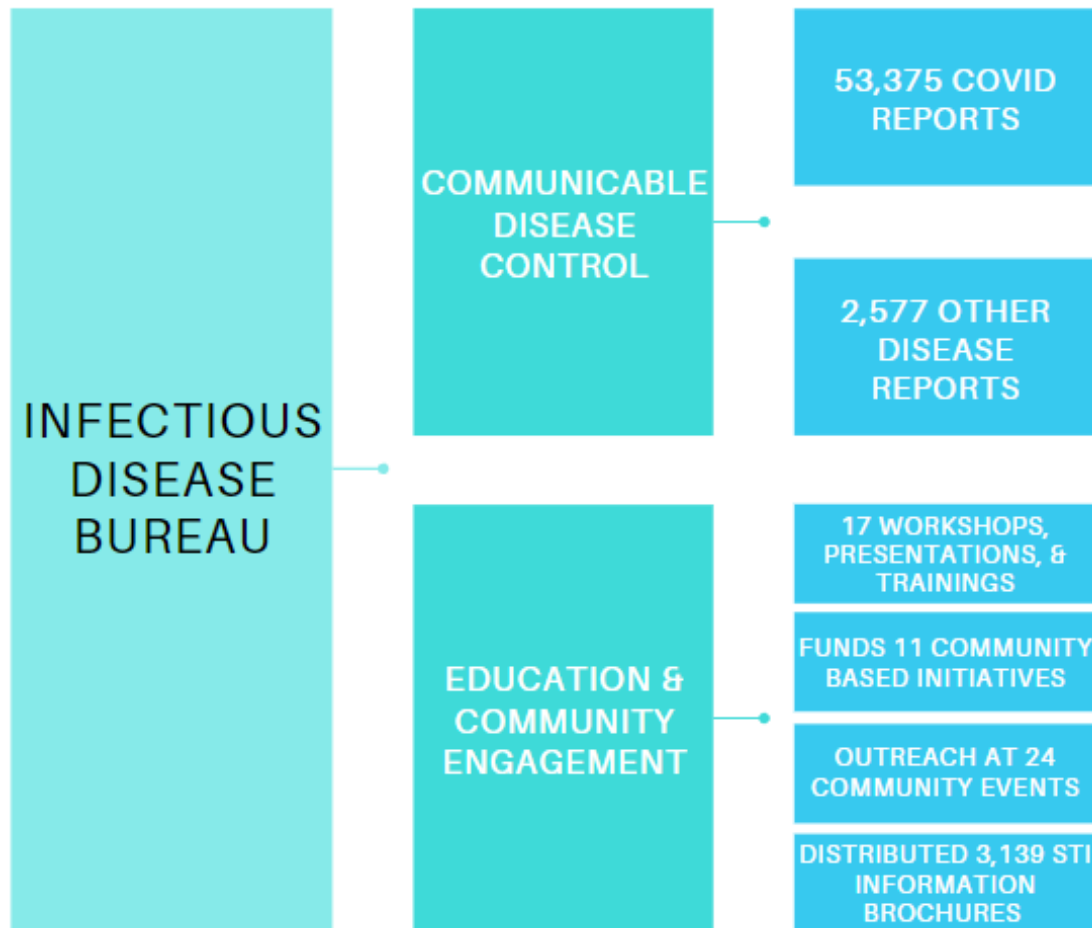 INFECTIOUS
DISEASE
BUREAU
COMMUNICABLE
DISEASE
CONTROL
53,375 COVID
REPORTS
2,577 OTHER
DISEASE
REPORTS
EDUCATION &
COMMUNITY
ENGAGEMENT
17 WORKSHOPS,
PRESENTATIONS, &
TRAININGS
FUNDS 11 COMMUNITY
BASED INITIATIVES
OUTREACH AT 24
COMMUNITY EVENTS
DISTRIBUTED 3,139 STI
INFORMATION
BROCHURES